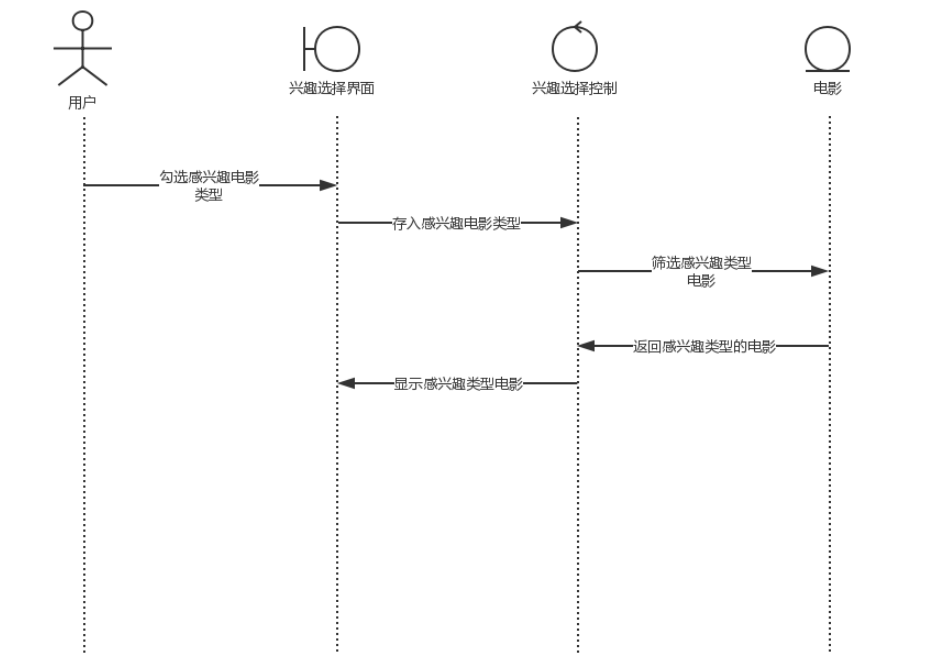 用户
兴趣选择界面
兴趣选择控制
电影
勾选感兴趣电影
类型
存入感兴趣电影类型
筛选感兴趣类型
电影
返回感兴趣类型的电影
显示感兴趣类型电影